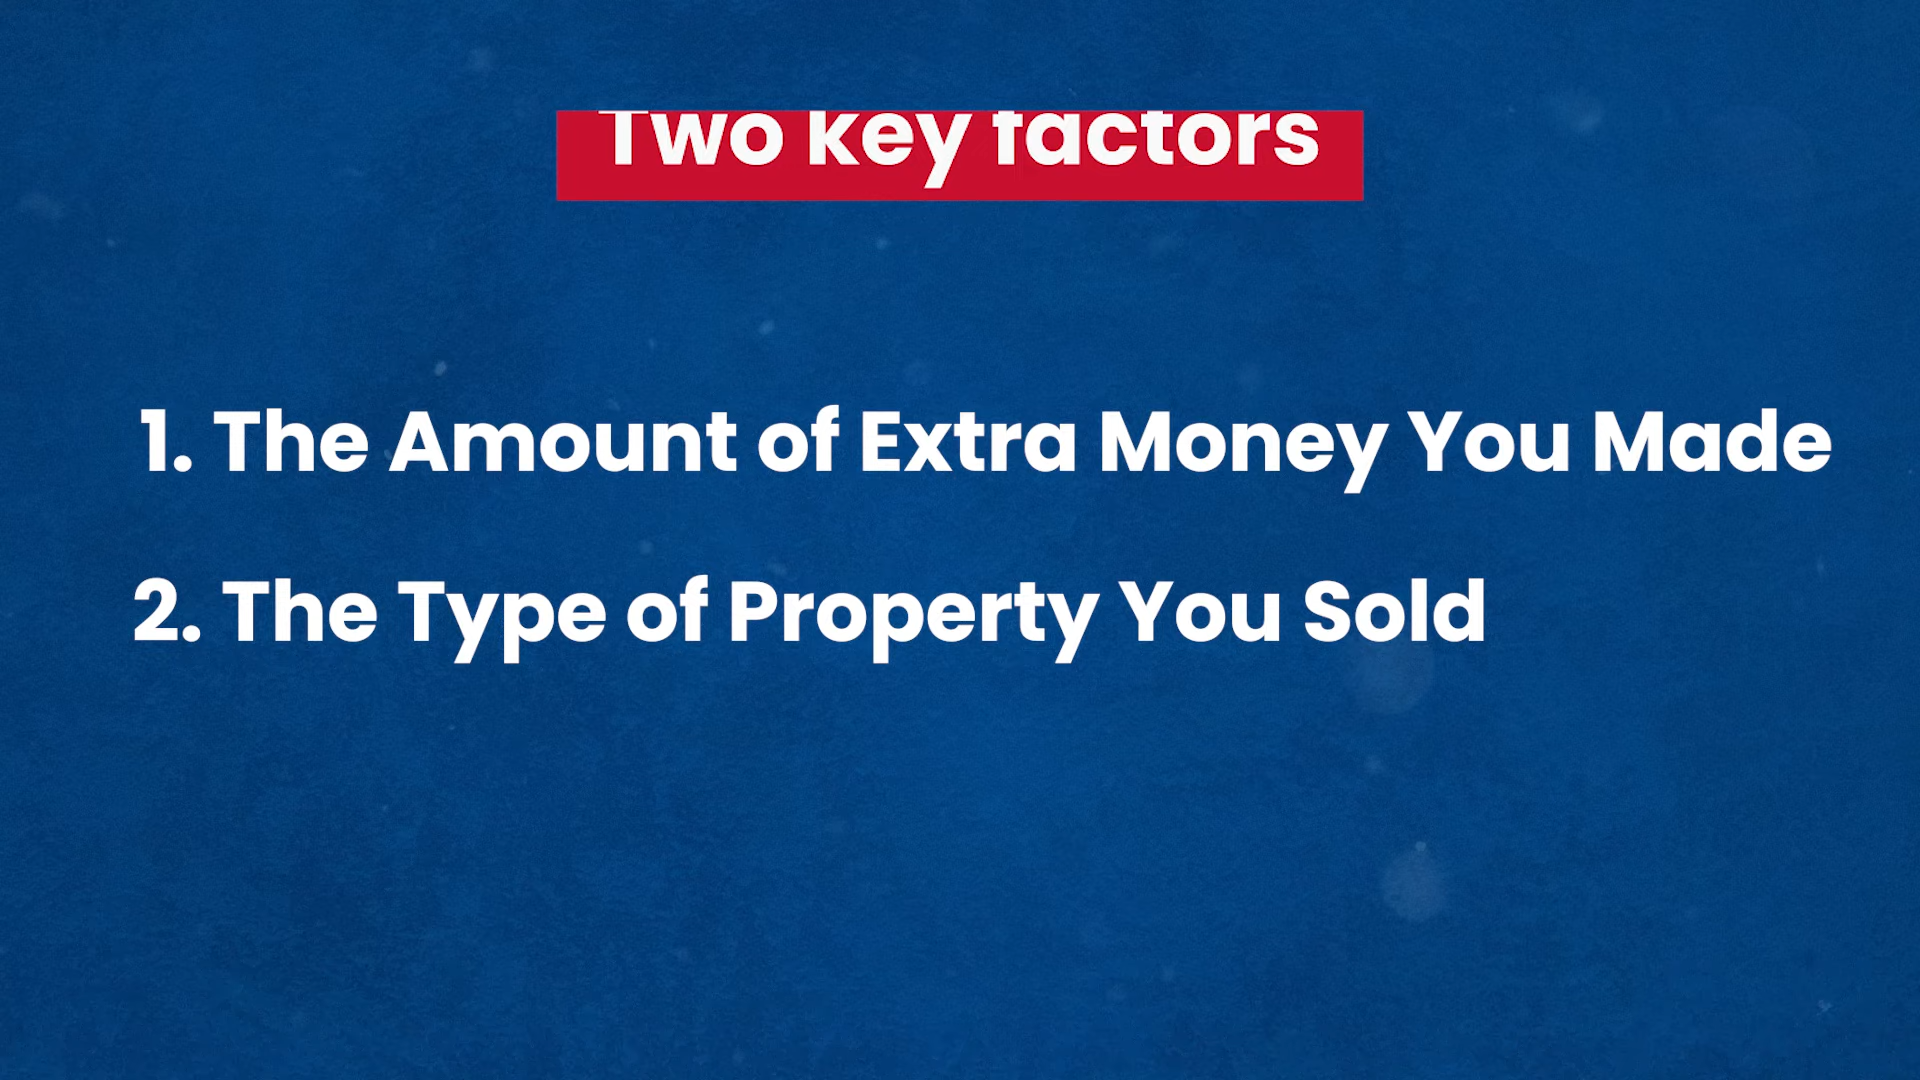 Two key factors
1. The Amount of Extra Money You Made
2. The Type of Property You Sold